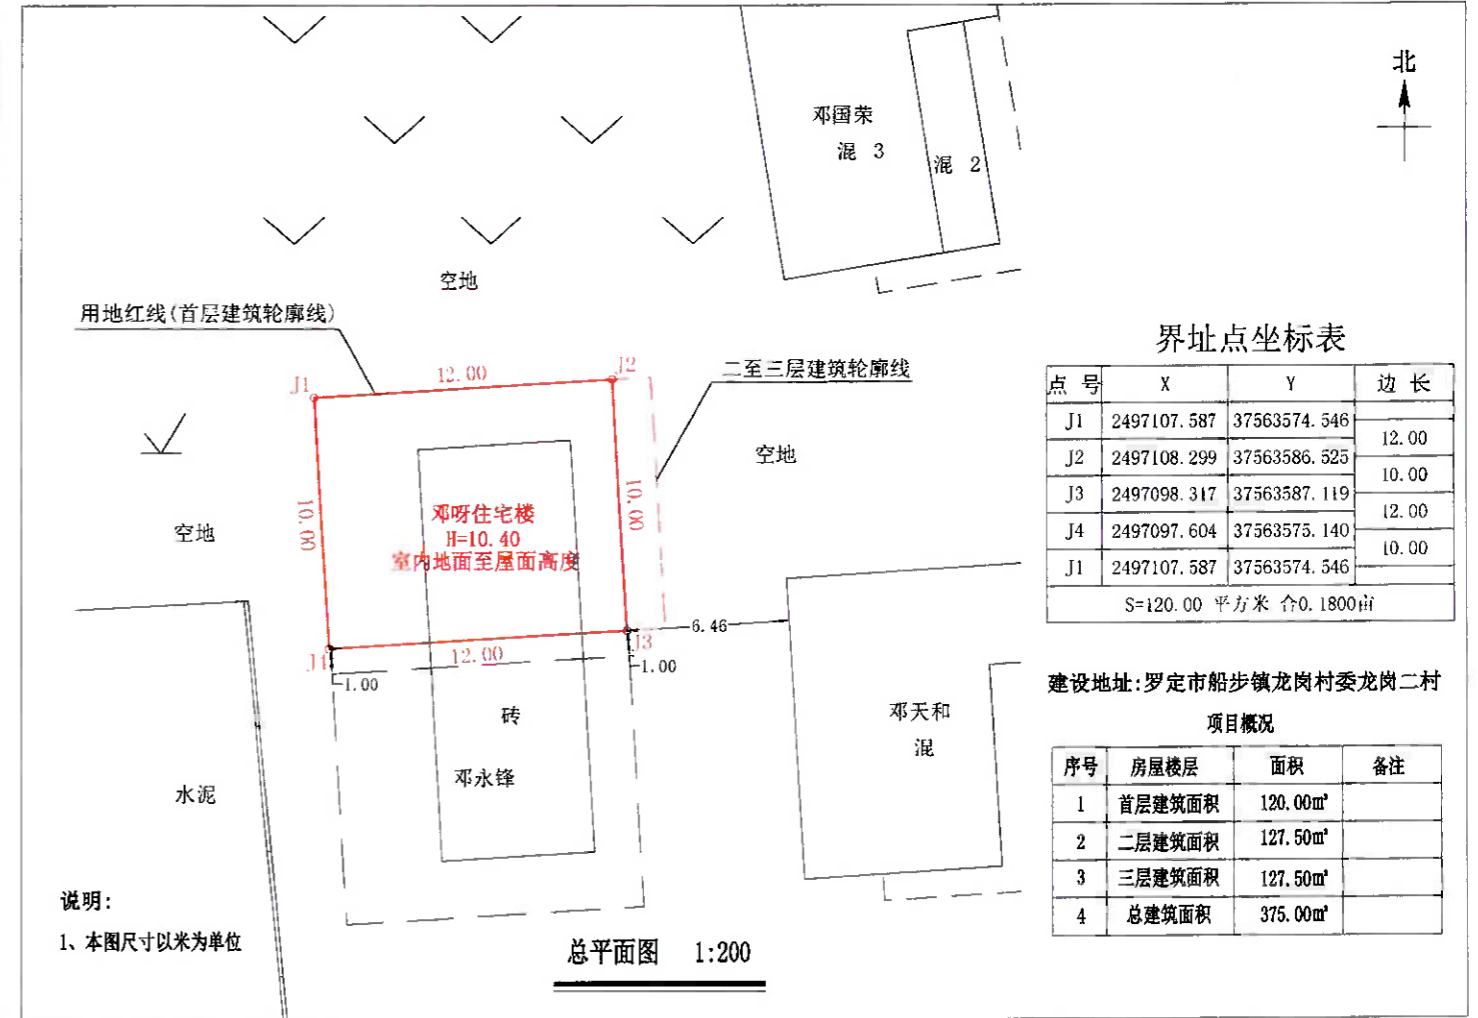 北
邓国荣
混 3
混 2
空地
用地红线(首层建筑轮廓线)
二至三层建筑轮廓线
J1
12.00
J2
10.00
10.00
空地
空地
邓呀住宅楼
H=10.40
室内地面至屋面高度
J4
12.00
J3
6.46
1.00
1.00
砖
邓永锋
邓天和
混
水泥
说明:
1、本图尺寸以米为单位
总平面图 1:200
界址点坐标表
点 号 X Y 边 长
J1 2497107.587 37563574.546
12.00
J2 2497108.299 37563586.525
10.00
J3 2497098.317 37563587.119
12.00
J4 2497097.604 37563575.140
10.00
J1 2497107.587 37563574.546
S=120.00 平方米 合0.1800亩
建设地址:罗定市船步镇龙岗村委龙岗二村
项目概况
序号 房屋楼层 面积 备注
1 首层建筑面积 120.00m²
2 二层建筑面积 127.50m²
3 三层建筑面积 127.50m²
4 总建筑面积 375.00m²